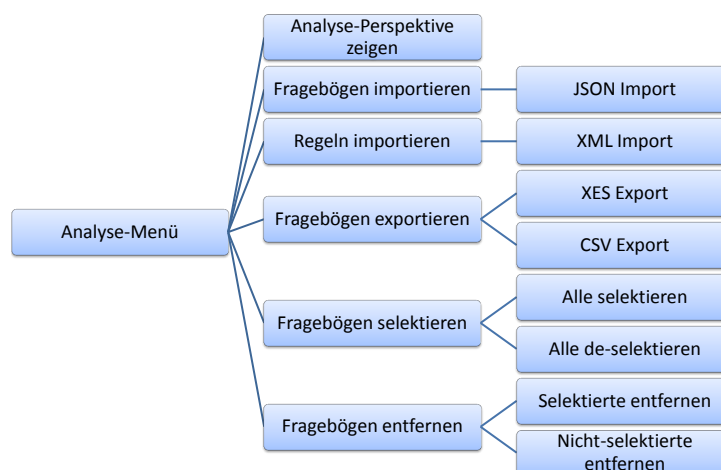 Analyse-Menü
Analyse-Perspektive
zeigen
Fragebögen importieren
JSON Import
Regeln importieren
XML Import
Fragebögen exportieren
XES Export
CSV Export
Fragebögen selektieren
Alle selektieren
Alle de-selektieren
Fragebögen entfernen
Selektierte entfernen
Nicht-selektierte
entfernen